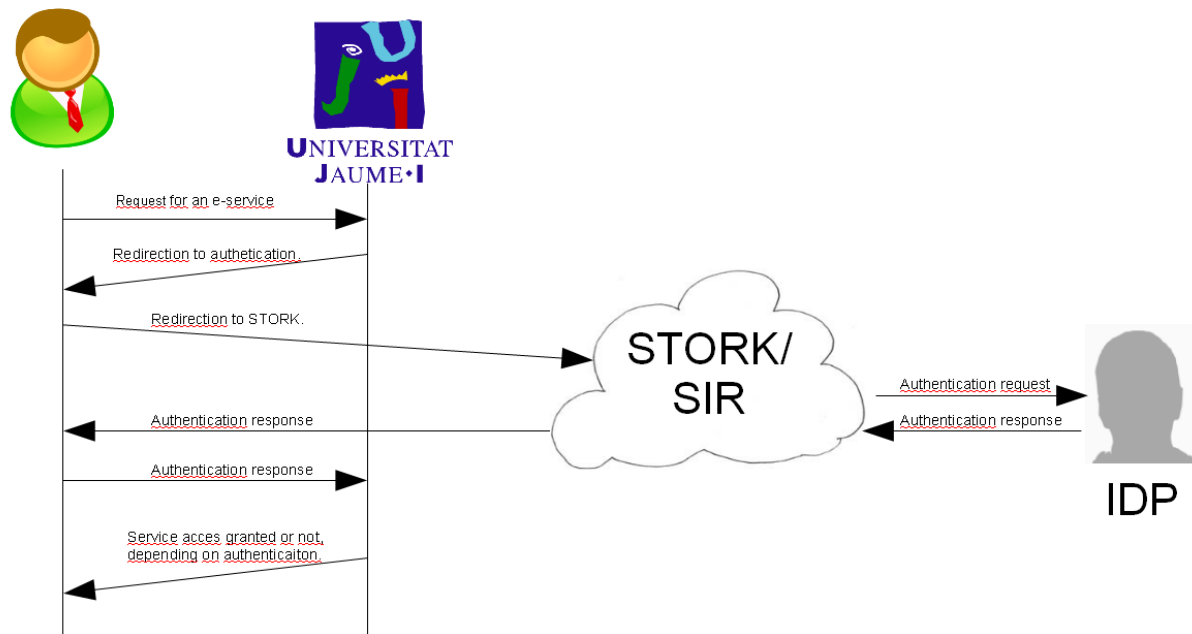 UNIVERSITAT
JAUME•I
Request for an e-service
Redirection to authetication.
Redirection to STORK.
STORK/
SIR
Authentication request
Authentication response
Authentication response
Authentication response
IDP
Service acces granted or not,
depending on authenticaiton.